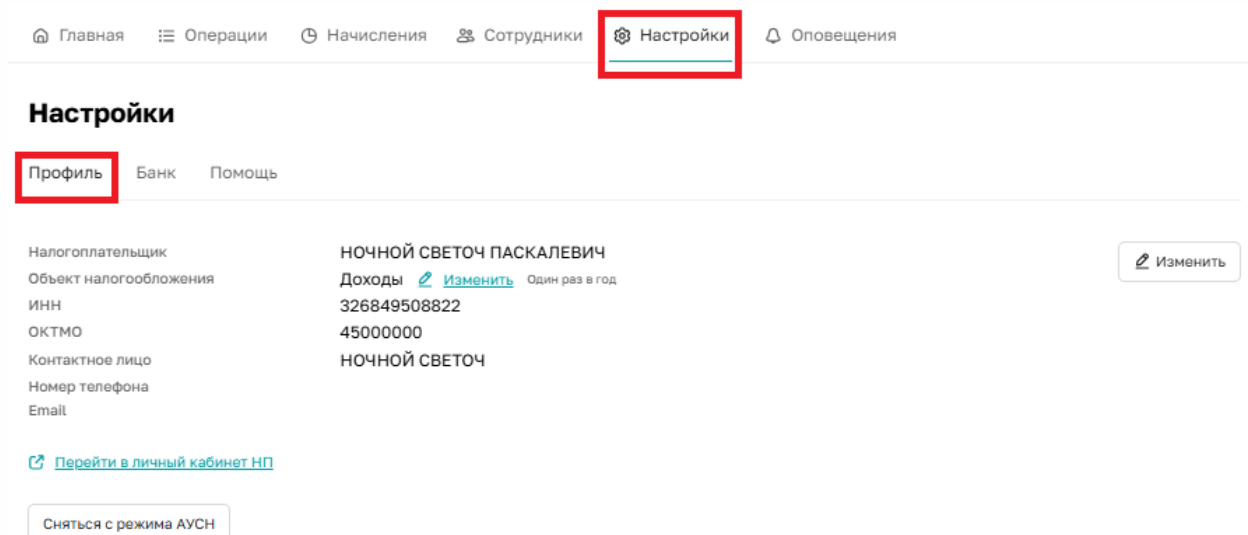 Главная Операции Начисления Сотрудники Настройки Оповещения
Настройки
Профиль Банк Помощь
Налогоплательщик НОЧНОЙ СВЕТОЧ ПАСКАЛЕВИЧ Изменить
Объект налогообложения Доходы Изменить Один раз в год
ИНН 326849508822
ОКТМО 45000000
Контактное лицо НОЧНОЙ СВЕТОЧ
Номер телефона
Email
Перейти в личный кабинет НП
Сняться с режима АУСН